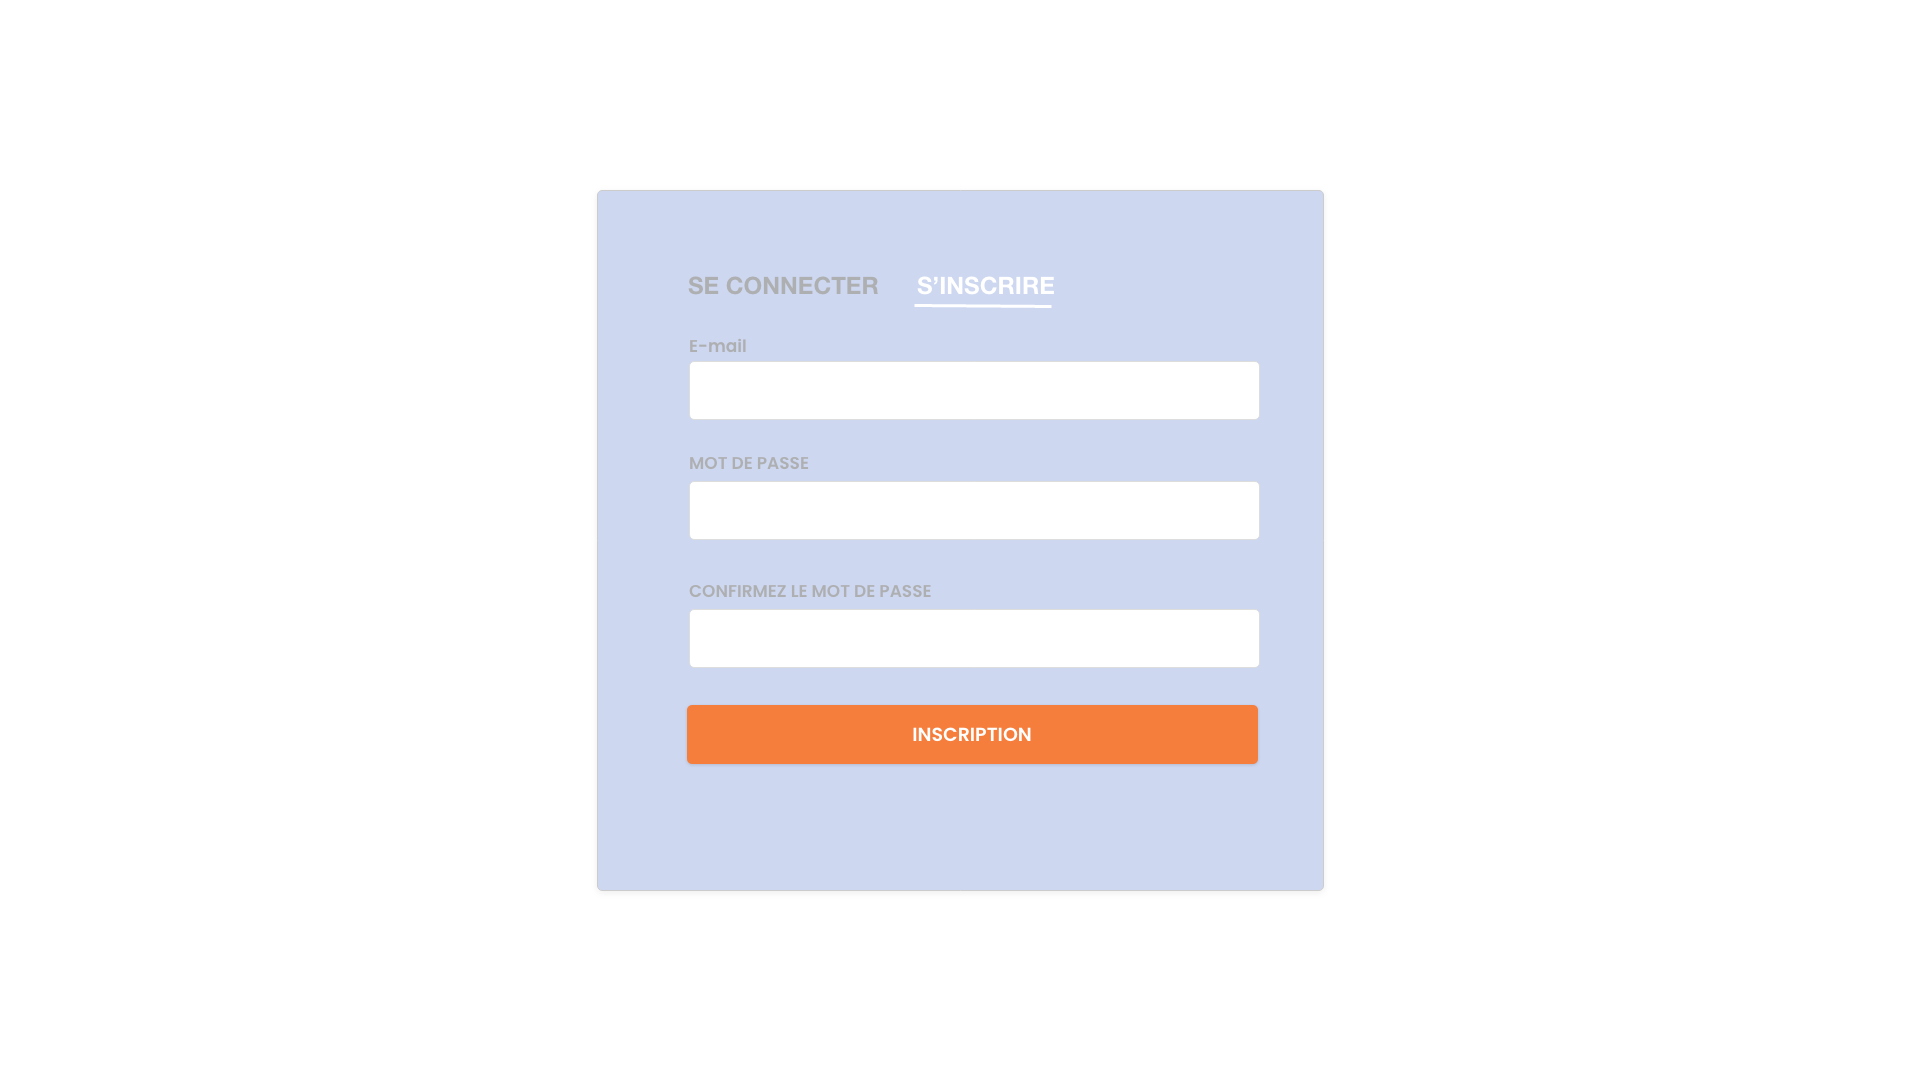 SE CONNECTER S’INSCRIRE
E-mail
MOT DE PASSE
CONFIRMEZ LE MOT DE PASSE
INSCRIPTION